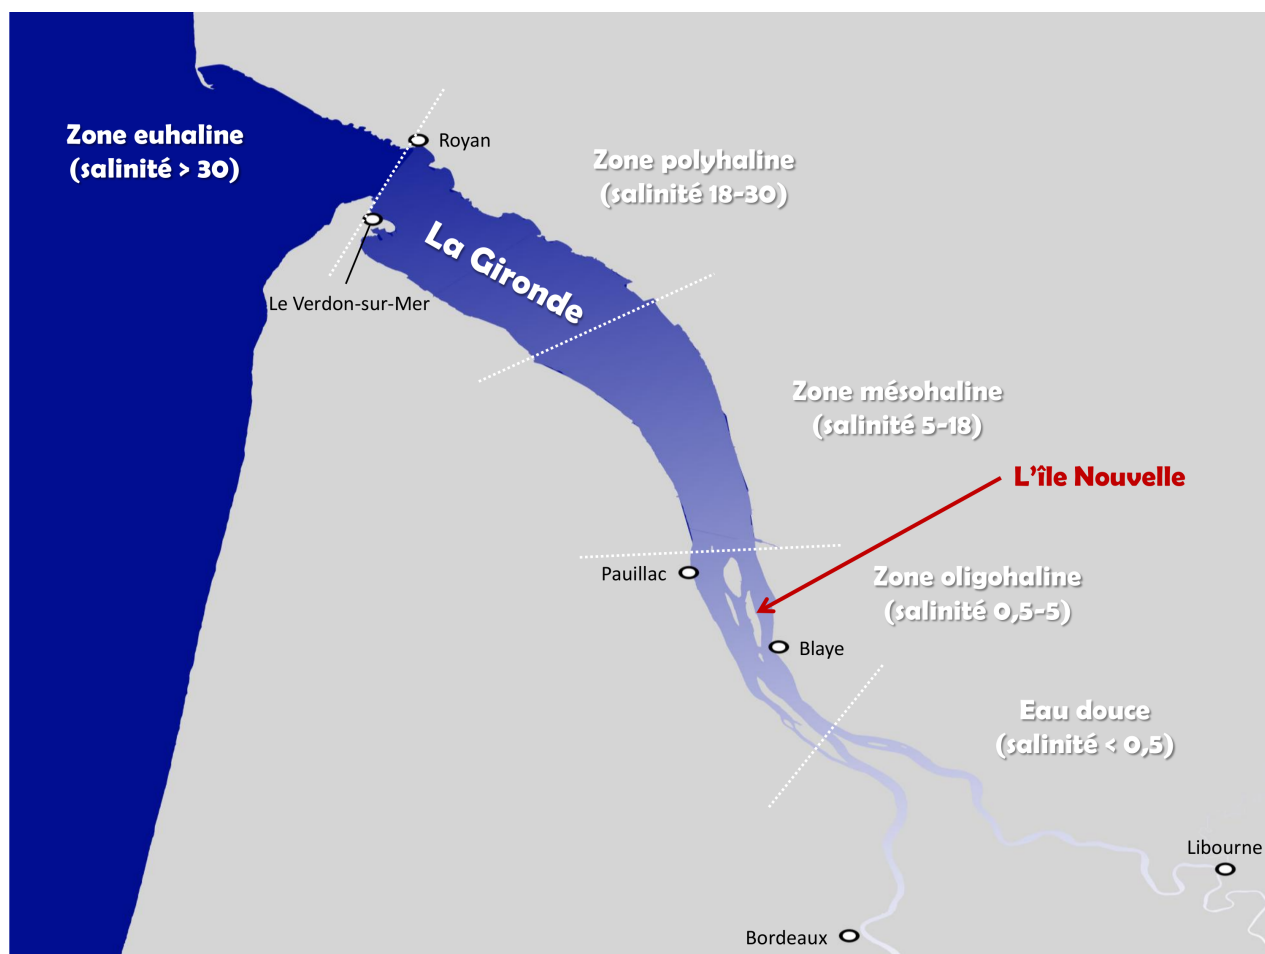 Zone euhaline
(salinité > 30)
Royan
Zone polyhaline
(salinité 18-30)
La Gironde
Le Verdon-sur-Mer
Zone mésohaline
(salinité 5-18)
L'île Nouvelle
Pauillac
Zone oligohaline
(salinité 0,5-5)
Blaye
Eau douce
(salinité < 0,5)
Libourne
Bordeaux